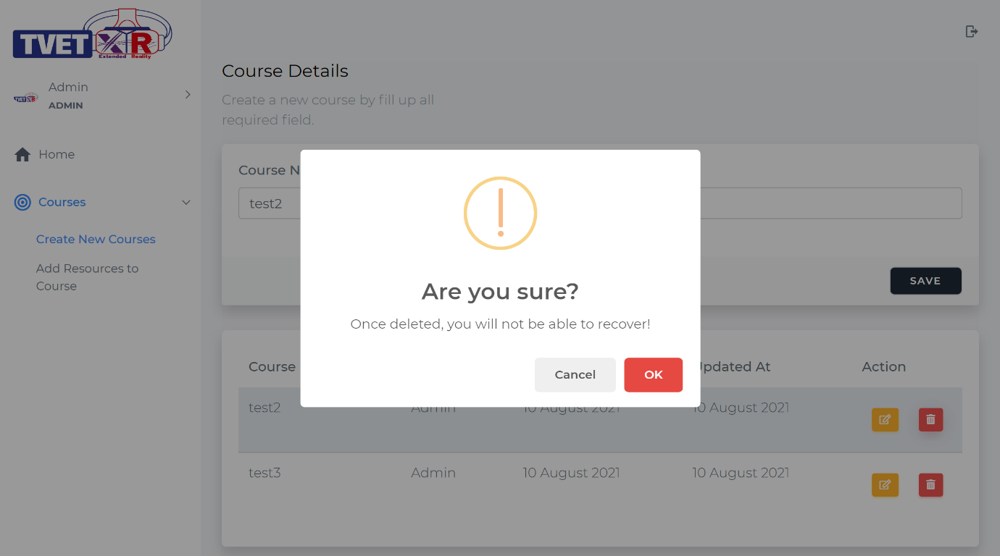 TVET XR
Extended Reality
Admin
ADMIN
Home
Courses
Create New Courses
Add Resources to
Course
Course Details
Create a new course by fill up all
required field.
Course N
test2
SAVE
Are you sure?
Once deleted, you will not be able to recover!
Cancel
OK
Course
Updated At
Action
test2
Admin
10 August 2021
10 August 2021
test3
Admin
10 August 2021
10 August 2021